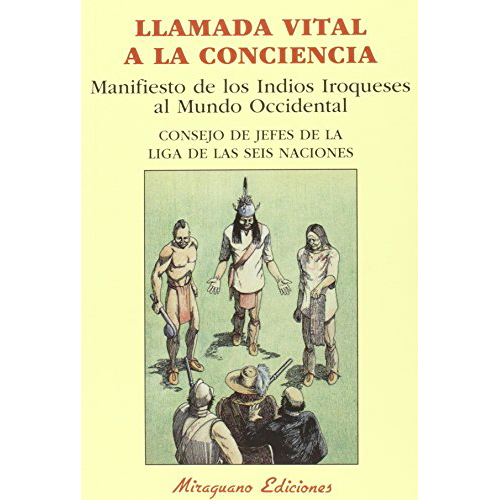 LLAMADA VITAL
A LA CONCIENCIA
Manifiesto de los Indios Iroqueses
al Mundo Occidental
CONSEJO DE JEFES DE LA
LIGA DE LAS SEIS NACIONES
Miraguano Ediciones